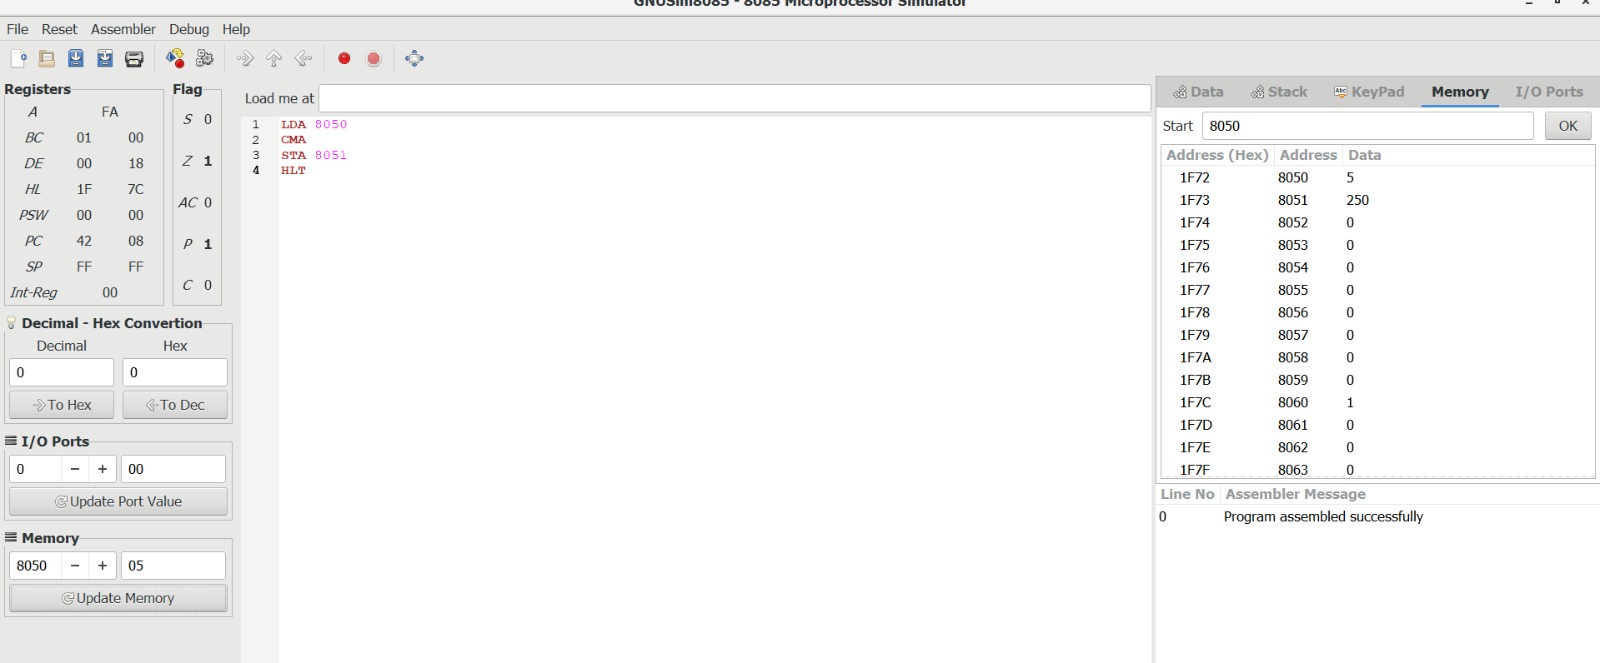 GNUSim8085 - 8085 Microprocessor Simulator
File Reset Assembler Debug Help
Registers
A FA
BC 01 00
DE 00 18
HL 1F 7C
PSW 00 00
PC 42 08
SP FF FF
Int-Reg 00
Flag
S 0
Z 1
AC 0
P 1
C 0
Decimal - Hex Convertion
Decimal Hex
0 0
To Hex To Dec
I/O Ports
0 - + 00
Update Port Value
Memory
8050 - + 05
Update Memory
Load me at
1 LDA 8050
2 CMA
3 STA 8051
4 HLT
Data Stack Abc KeyPad Memory I/O Ports
Start 8050 OK
Address (Hex) Address Data
1F72 8050 5
1F73 8051 250
1F74 8052 0
1F75 8053 0
1F76 8054 0
1F77 8055 0
1F78 8056 0
1F79 8057 0
1F7A 8058 0
1F7B 8059 0
1F7C 8060 1
1F7D 8061 0
1F7E 8062 0
1F7F 8063 0
Line No Assembler Message
0 Program assembled successfully